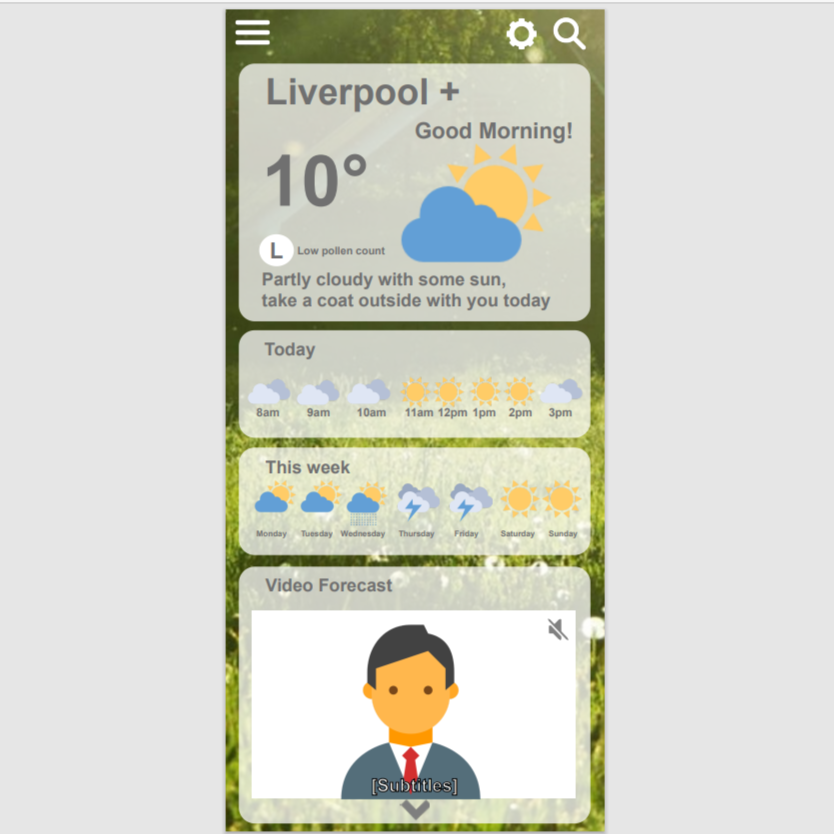 Liverpool +
Good Morning!
10°
L Low pollen count
Partly cloudy with some sun,
take a coat outside with you today
Today
8am 9am 10am 11am 12pm 1pm 2pm 3pm
This week
Monday Tuesday Wednesday Thursday Friday Saturday Sunday
Video Forecast
[Subtitles]